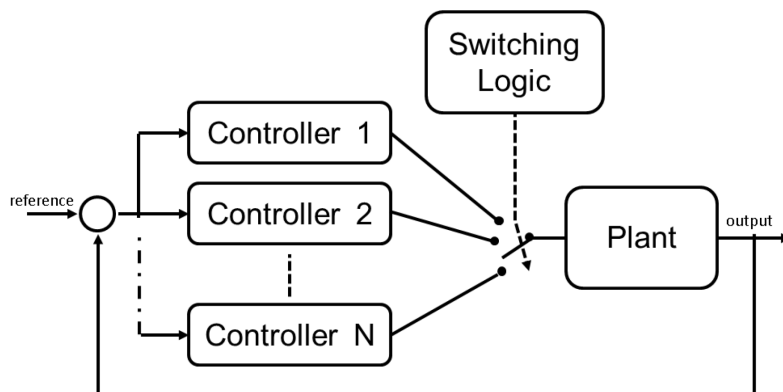 Switching
Logic
Controller 1
reference
Controller 2
output
Plant
Controller N